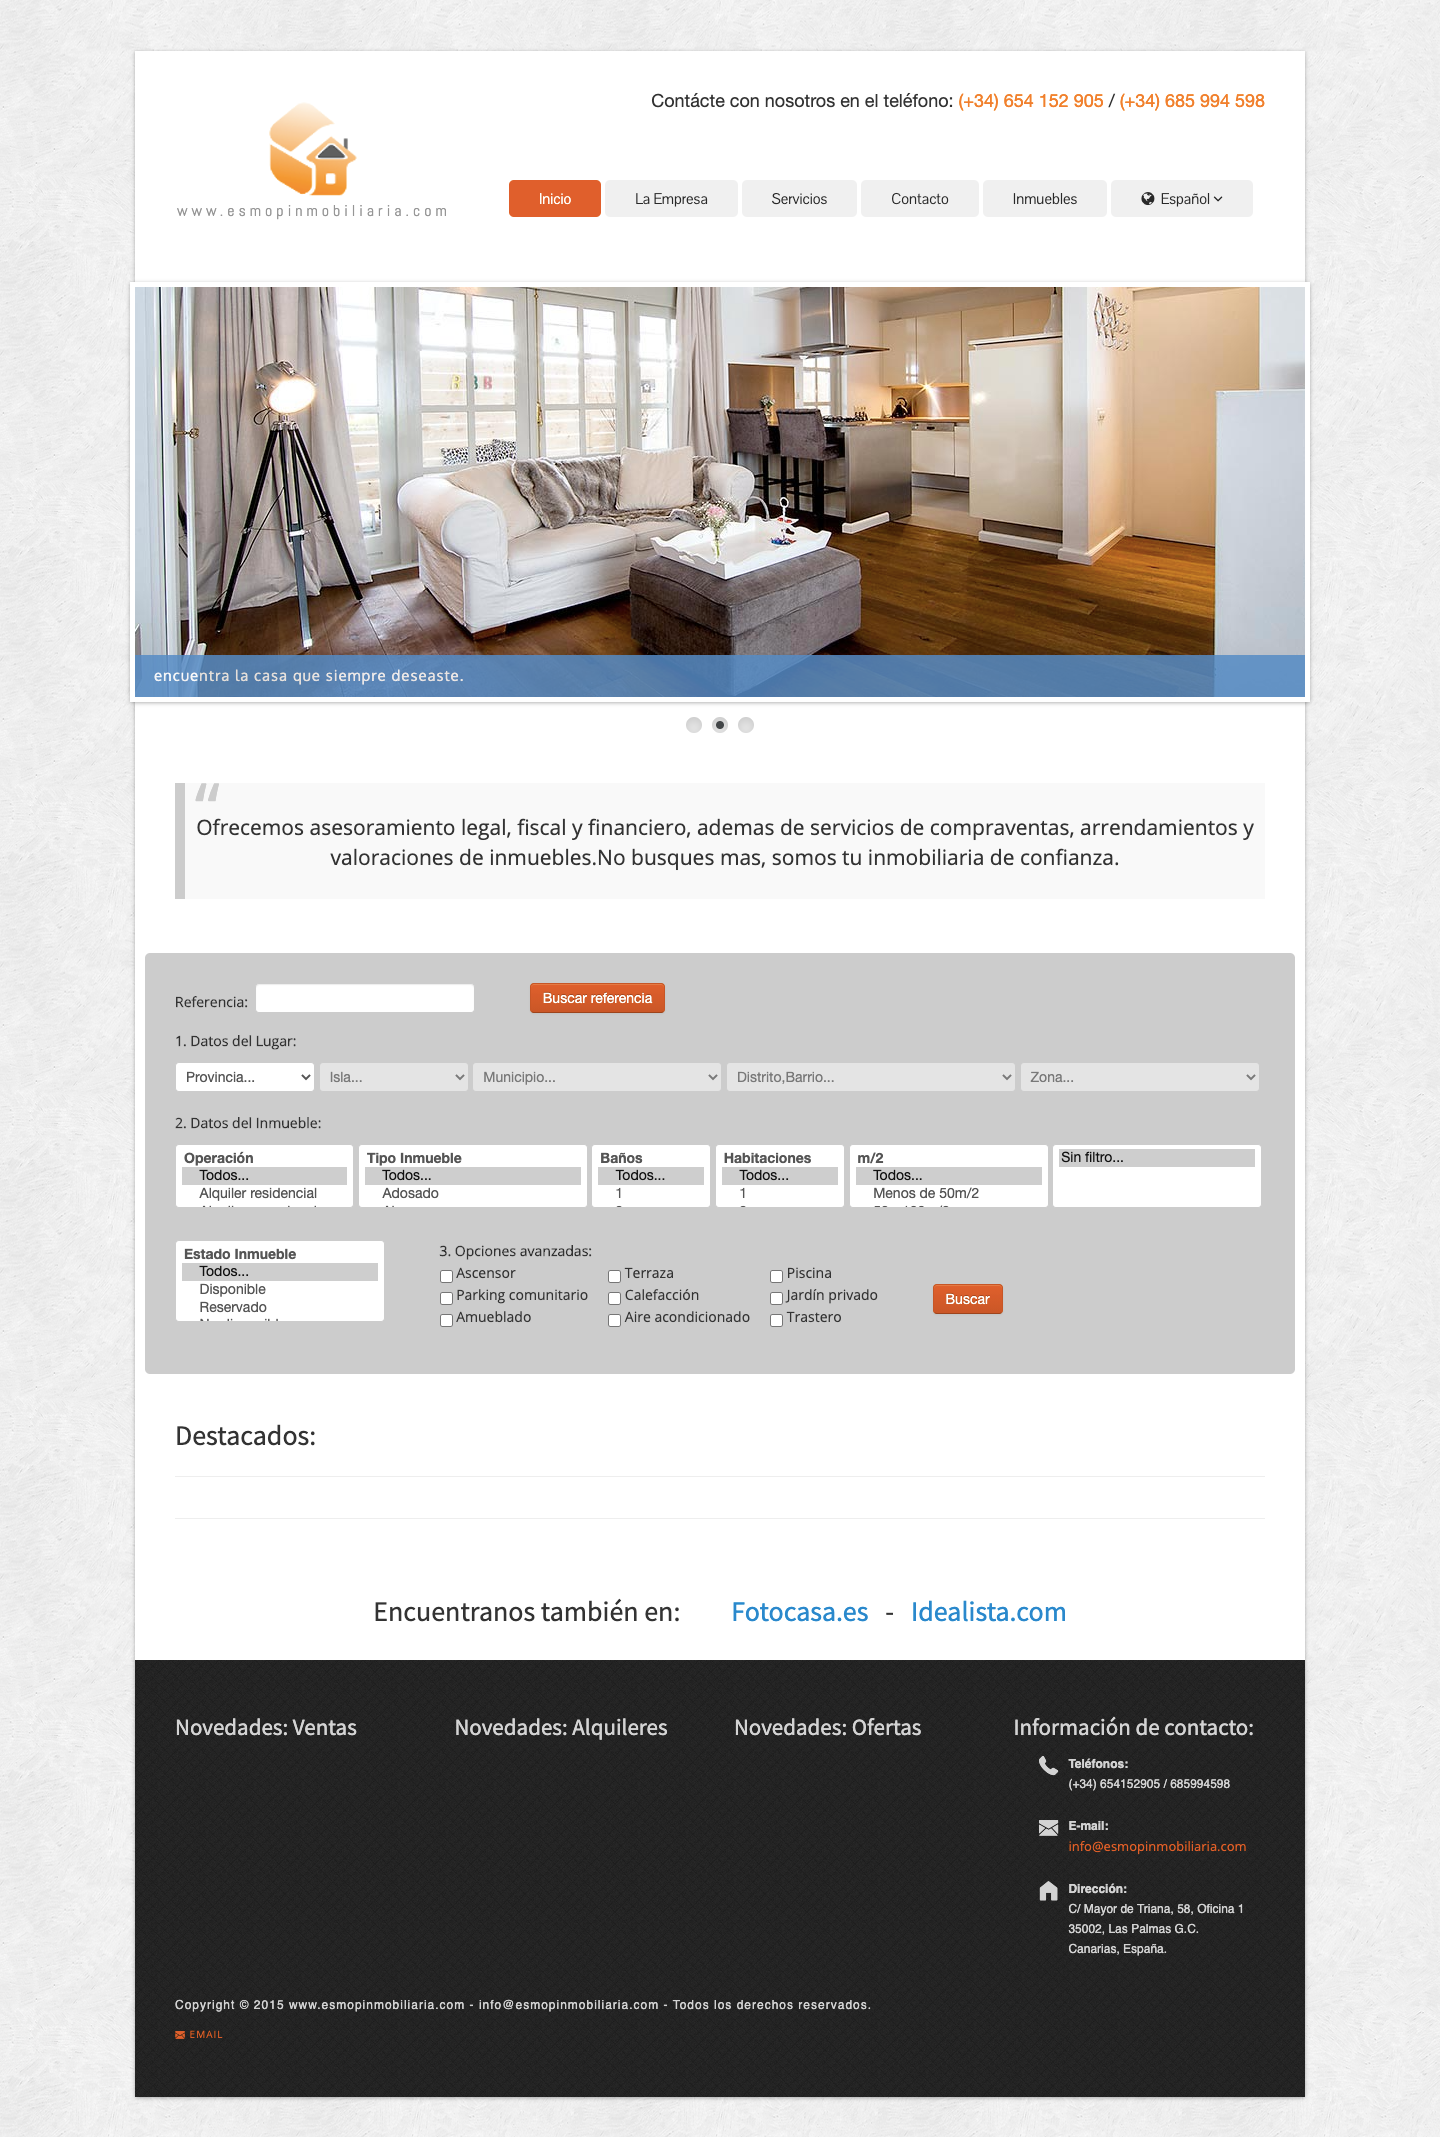 Contácte con nosotros en el teléfono: (+34) 654 152 905 / (+34) 685 994 598
www.esmopinmobiliaria.com
Inicio
La Empresa
Servicios
Contacto
Inmuebles
Español
encuentra la casa que siempre deseaste.
“
Ofrecemos asesoramiento legal, fiscal y financiero, ademas de servicios de compraventas, arrendamientos y
valoraciones de inmuebles.No busques mas, somos tu inmobiliaria de confianza.
Referencia:
Buscar referencia
1. Datos del Lugar:
Provincia...
Isla...
Municipio...
Distrito,Barrio...
Zona...
2. Datos del Inmueble:
Operación
Todos...
Alquiler residencial
Tipo Inmueble
Todos...
Adosado
Baños
Todos...
1
Habitaciones
Todos...
1
m/2
Todos...
Menos de 50m/2
Sin filtro...
Estado Inmueble
Todos...
Disponible
Reservado
3. Opciones avanzadas:
Ascensor
Terraza
Piscina
Parking comunitario
Calefacción
Jardín privado
Amueblado
Aire acondicionado
Trastero
Buscar
Destacados:
Encuentranos también en: Fotocasa.es - Idealista.com
Novedades: Ventas
Novedades: Alquileres
Novedades: Ofertas
Información de contacto:
Teléfonos:
(+34) 654152905 / 685994598
E-mail:
info@esmopinmobiliaria.com
Dirección:
C/ Mayor de Triana, 58, Oficina 1
35002, Las Palmas G.C.
Canarias, España.
Copyright © 2015 www.esmopinmobiliaria.com - info@esmopinmobiliaria.com - Todos los derechos reservados.
EMAIL